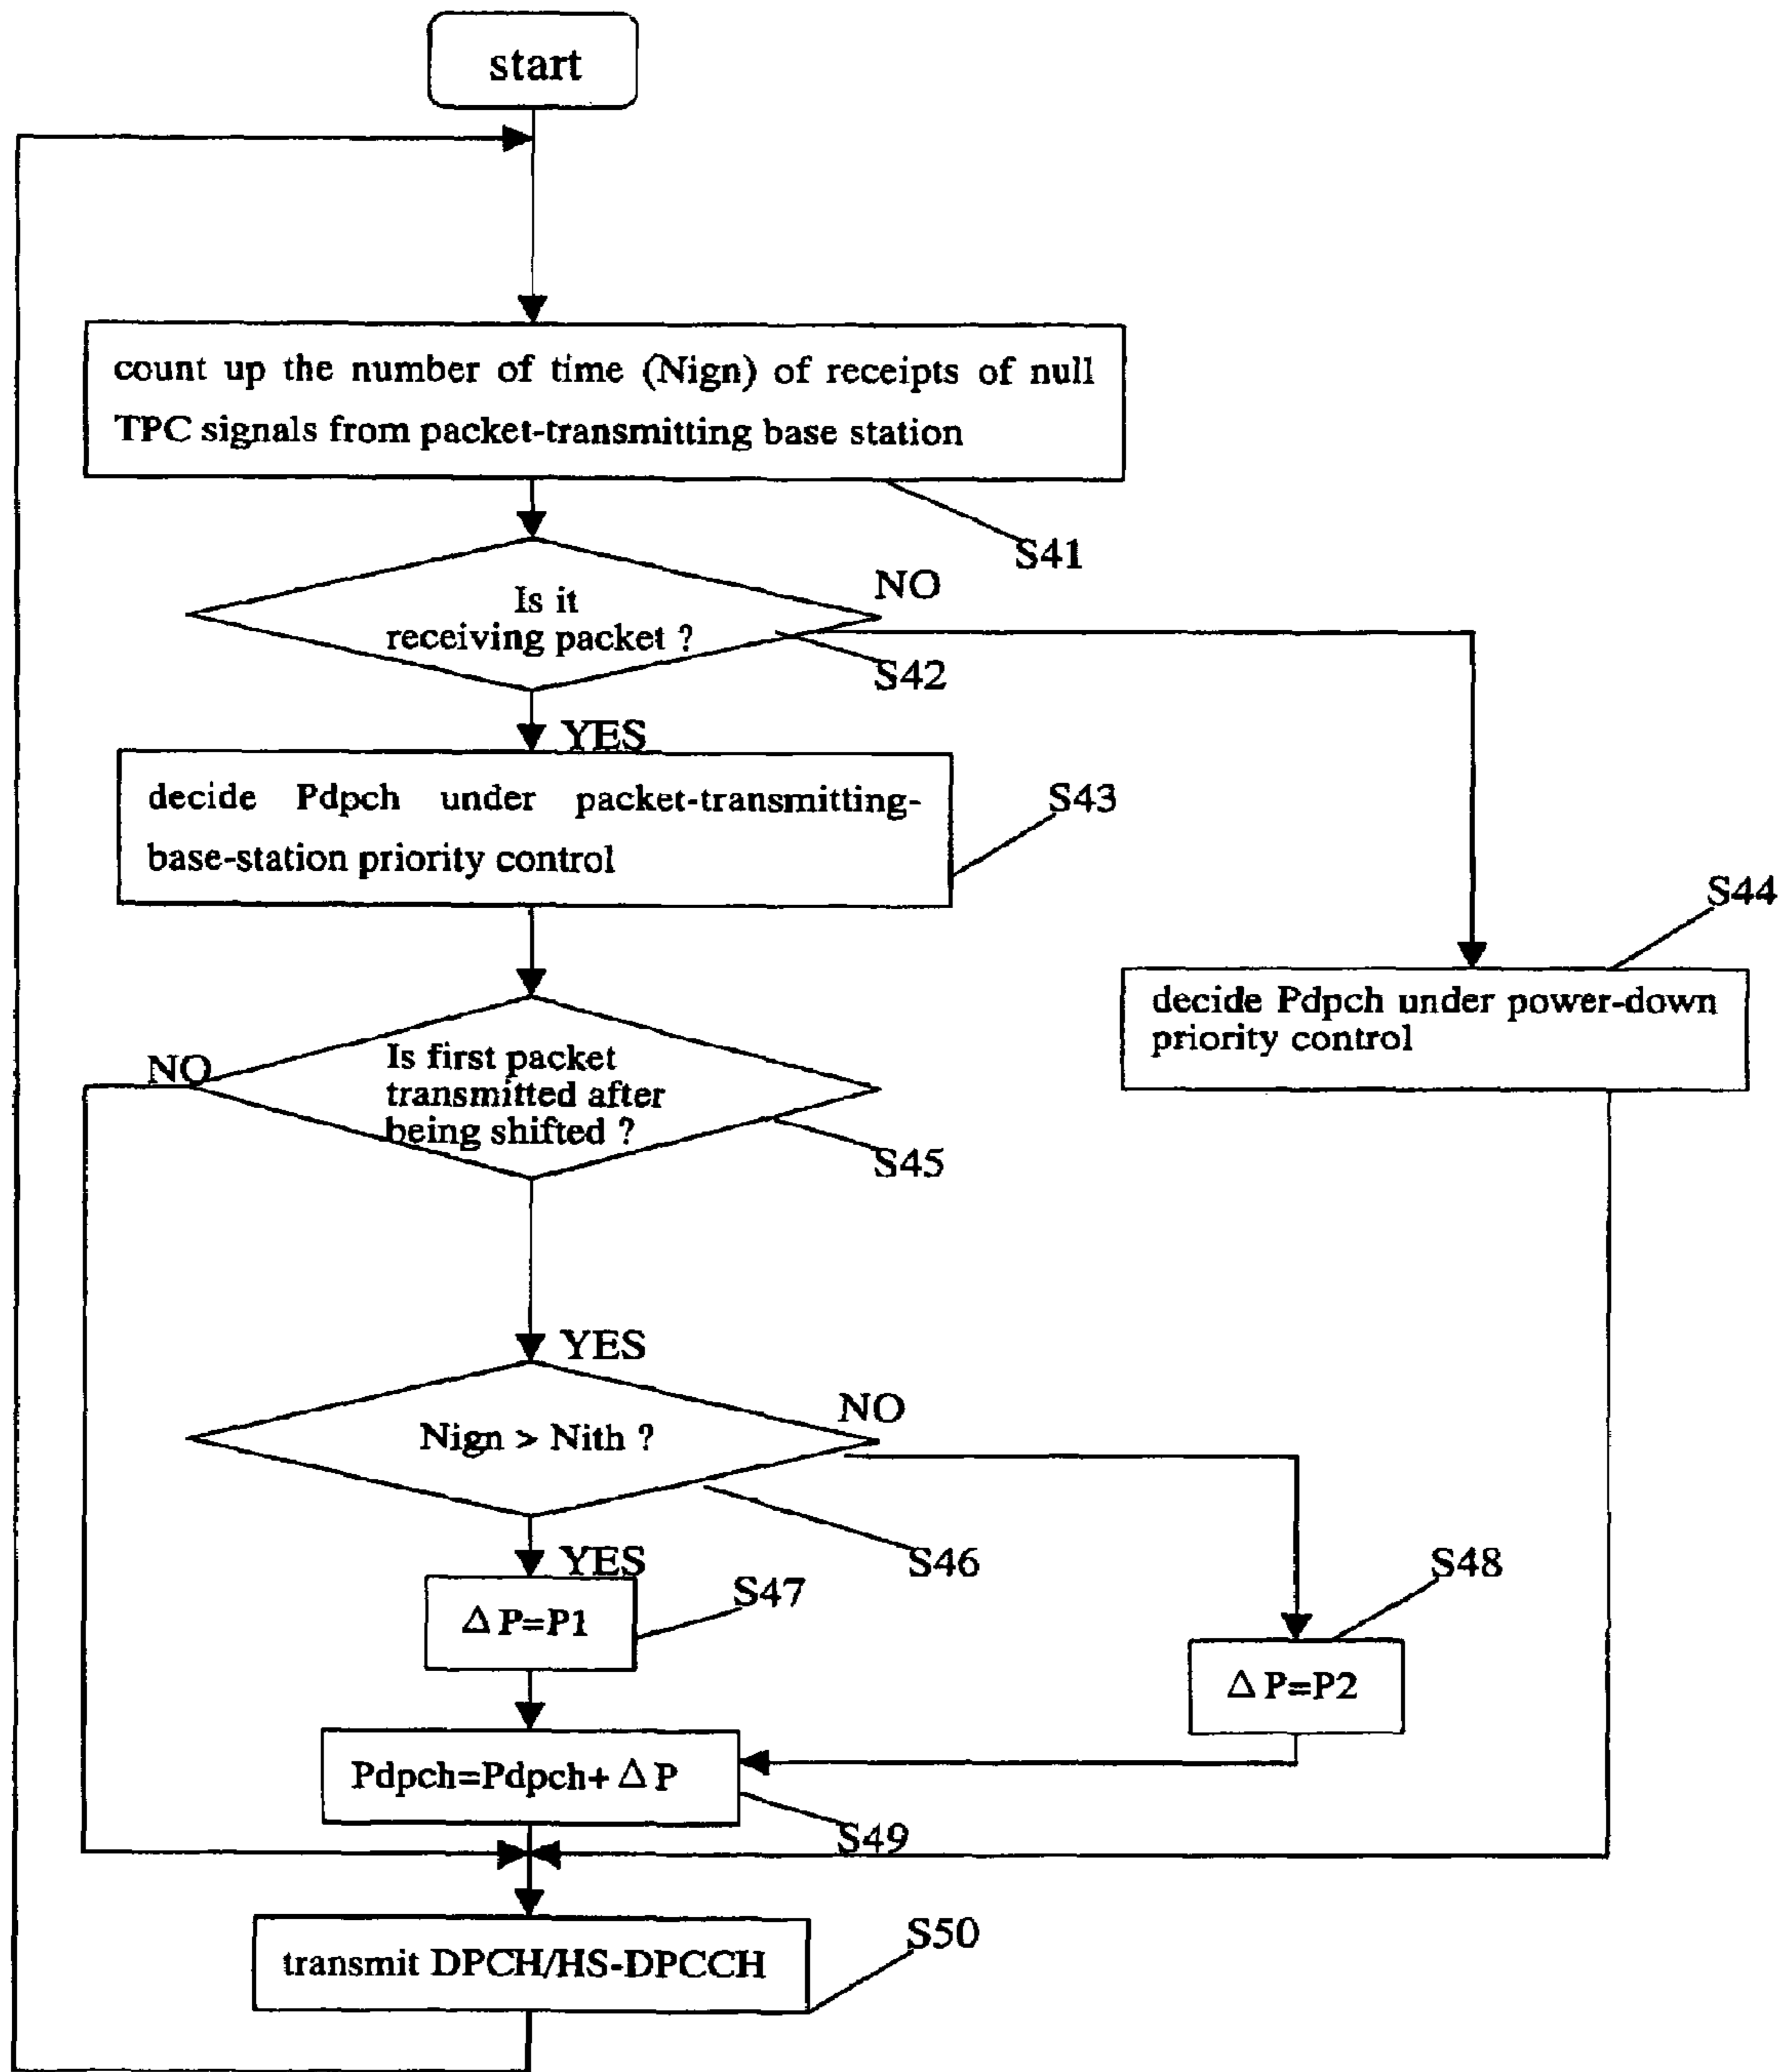 start
count up the number of time (Nign) of receipts of null
TPC signals from packet-transmitting base station
S41
Is it
receiving packet ?
NO
S42
YES
decide Pdpch under packet-transmitting-
base-station priority control
S43
S44
decide Pdpch under power-down
priority control
NO
Is first packet
transmitted after
being shifted ?
S45
YES
Nign > Nith ?
NO
S46
YES
Δ P=P1
S47
S48
Δ P=P2
Pdpch=Pdpch+ Δ P
S49
transmit DPCH/HS-DPCCH
S50